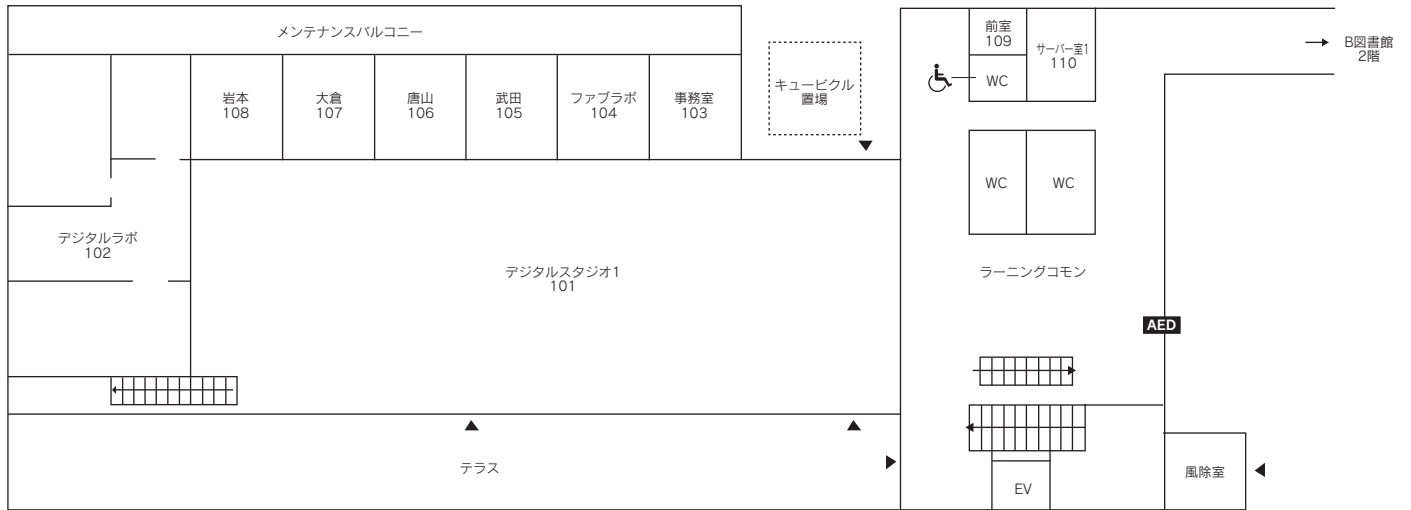 メンテナンスバルコニー
前室
109
サーバー室1
110
B図書館
2階
WC
岩本
108
大倉
107
唐山
106
武田
105
ファブラボ
104
事務室
103
キュービクル
置場
WC
WC
デジタルラボ
102
デジタルスタジオ1
101
ラーニングコモン
AED
テラス
風除室
EV